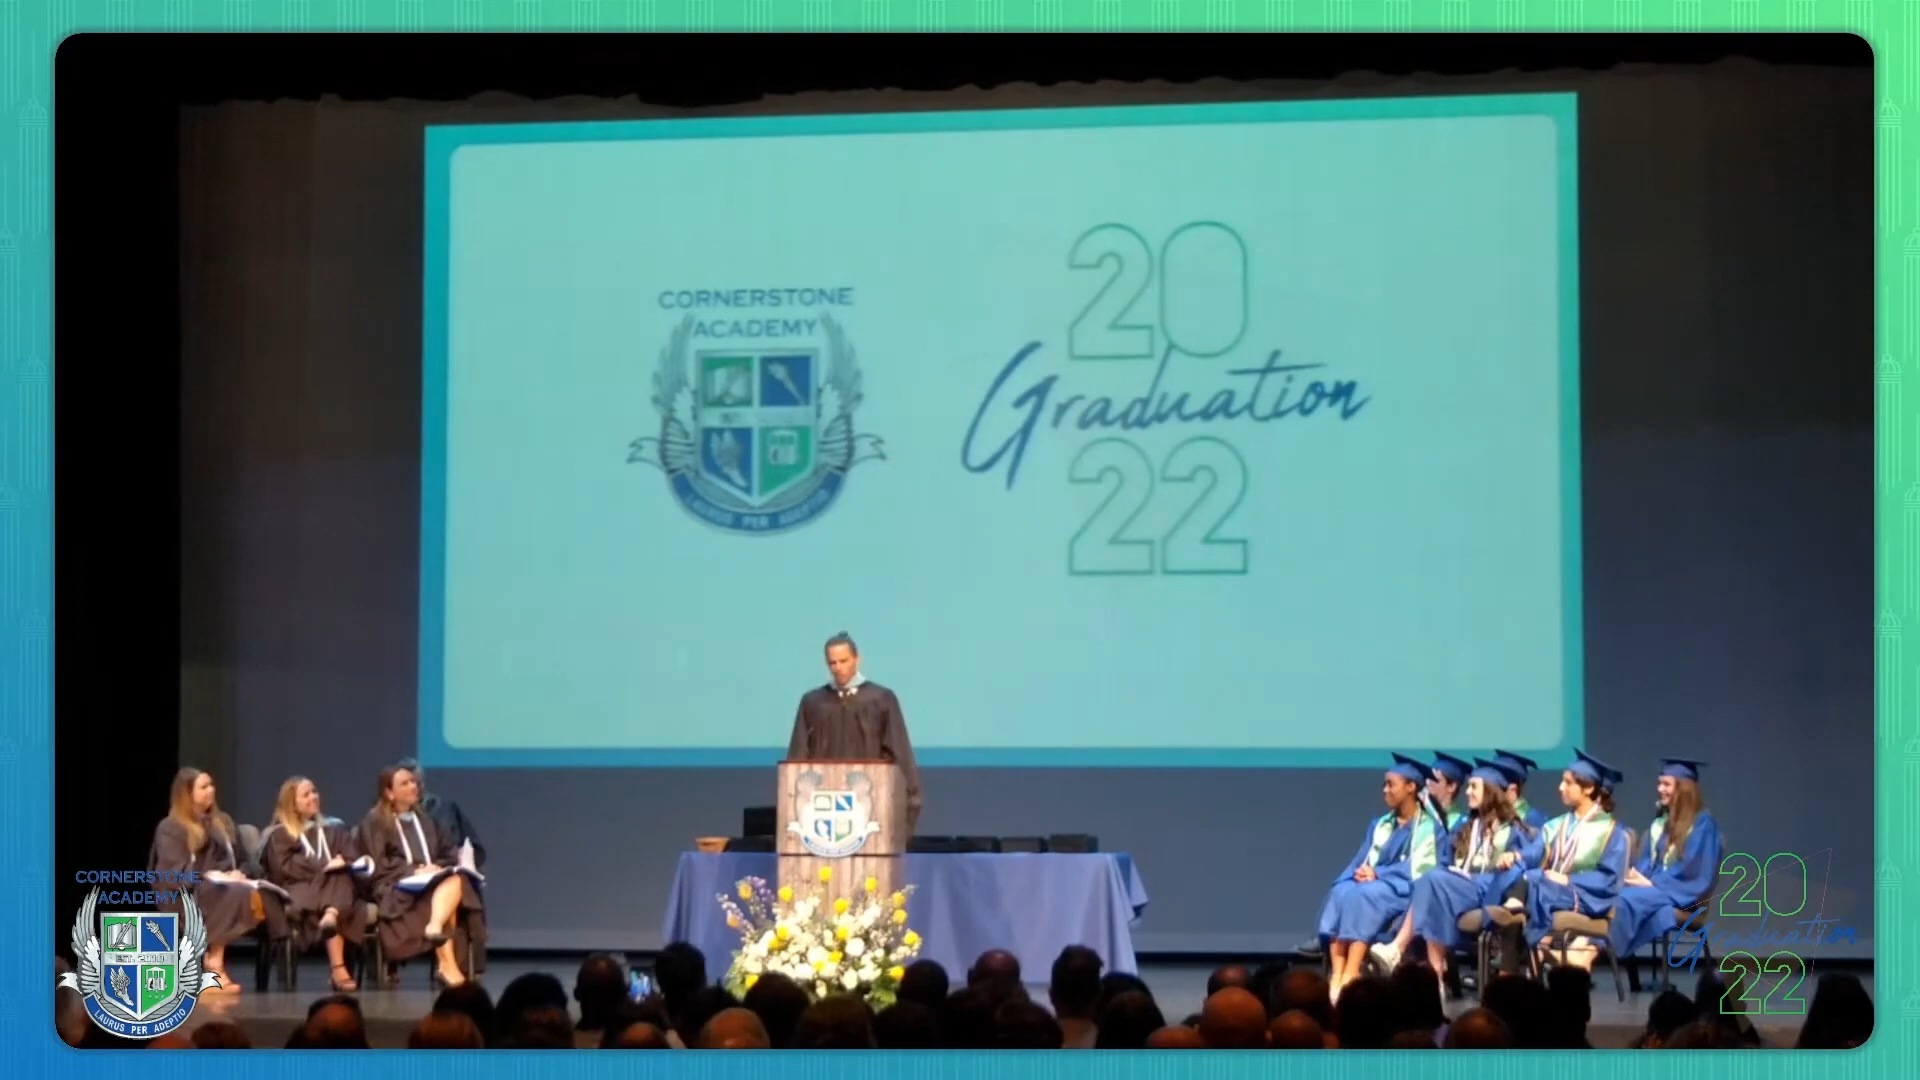 CORNERSTONE
ACADEMY
LAURUS PER ADEPTIO
20
Graduation
22
CORNERSTONE
ACADEMY
EST. 2010
LAURUS PER ADEPTIO
20
Graduation
22